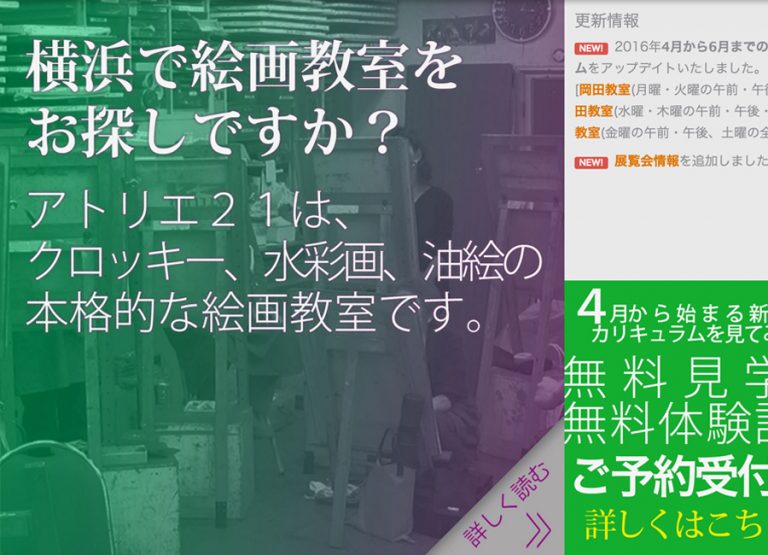 横浜で絵画教室を
お探しですか？
アトリエ２１は、
クロッキー、水彩画、油絵の
本格的な絵画教室です。
詳しく読む
更新情報
NEW! 2016年4月から6月までの
ムをアップデイトいたしました。
[岡田教室(月曜・火曜の午前・午後
田教室(水曜・木曜の午前・午後・
教室(金曜の午前・午後、土曜の全
NEW! 展覧会情報を追加しました
4月から始まる新
カリキュラムを見てみ
無料見学
無料体験
ご予約受付
詳しくはこち